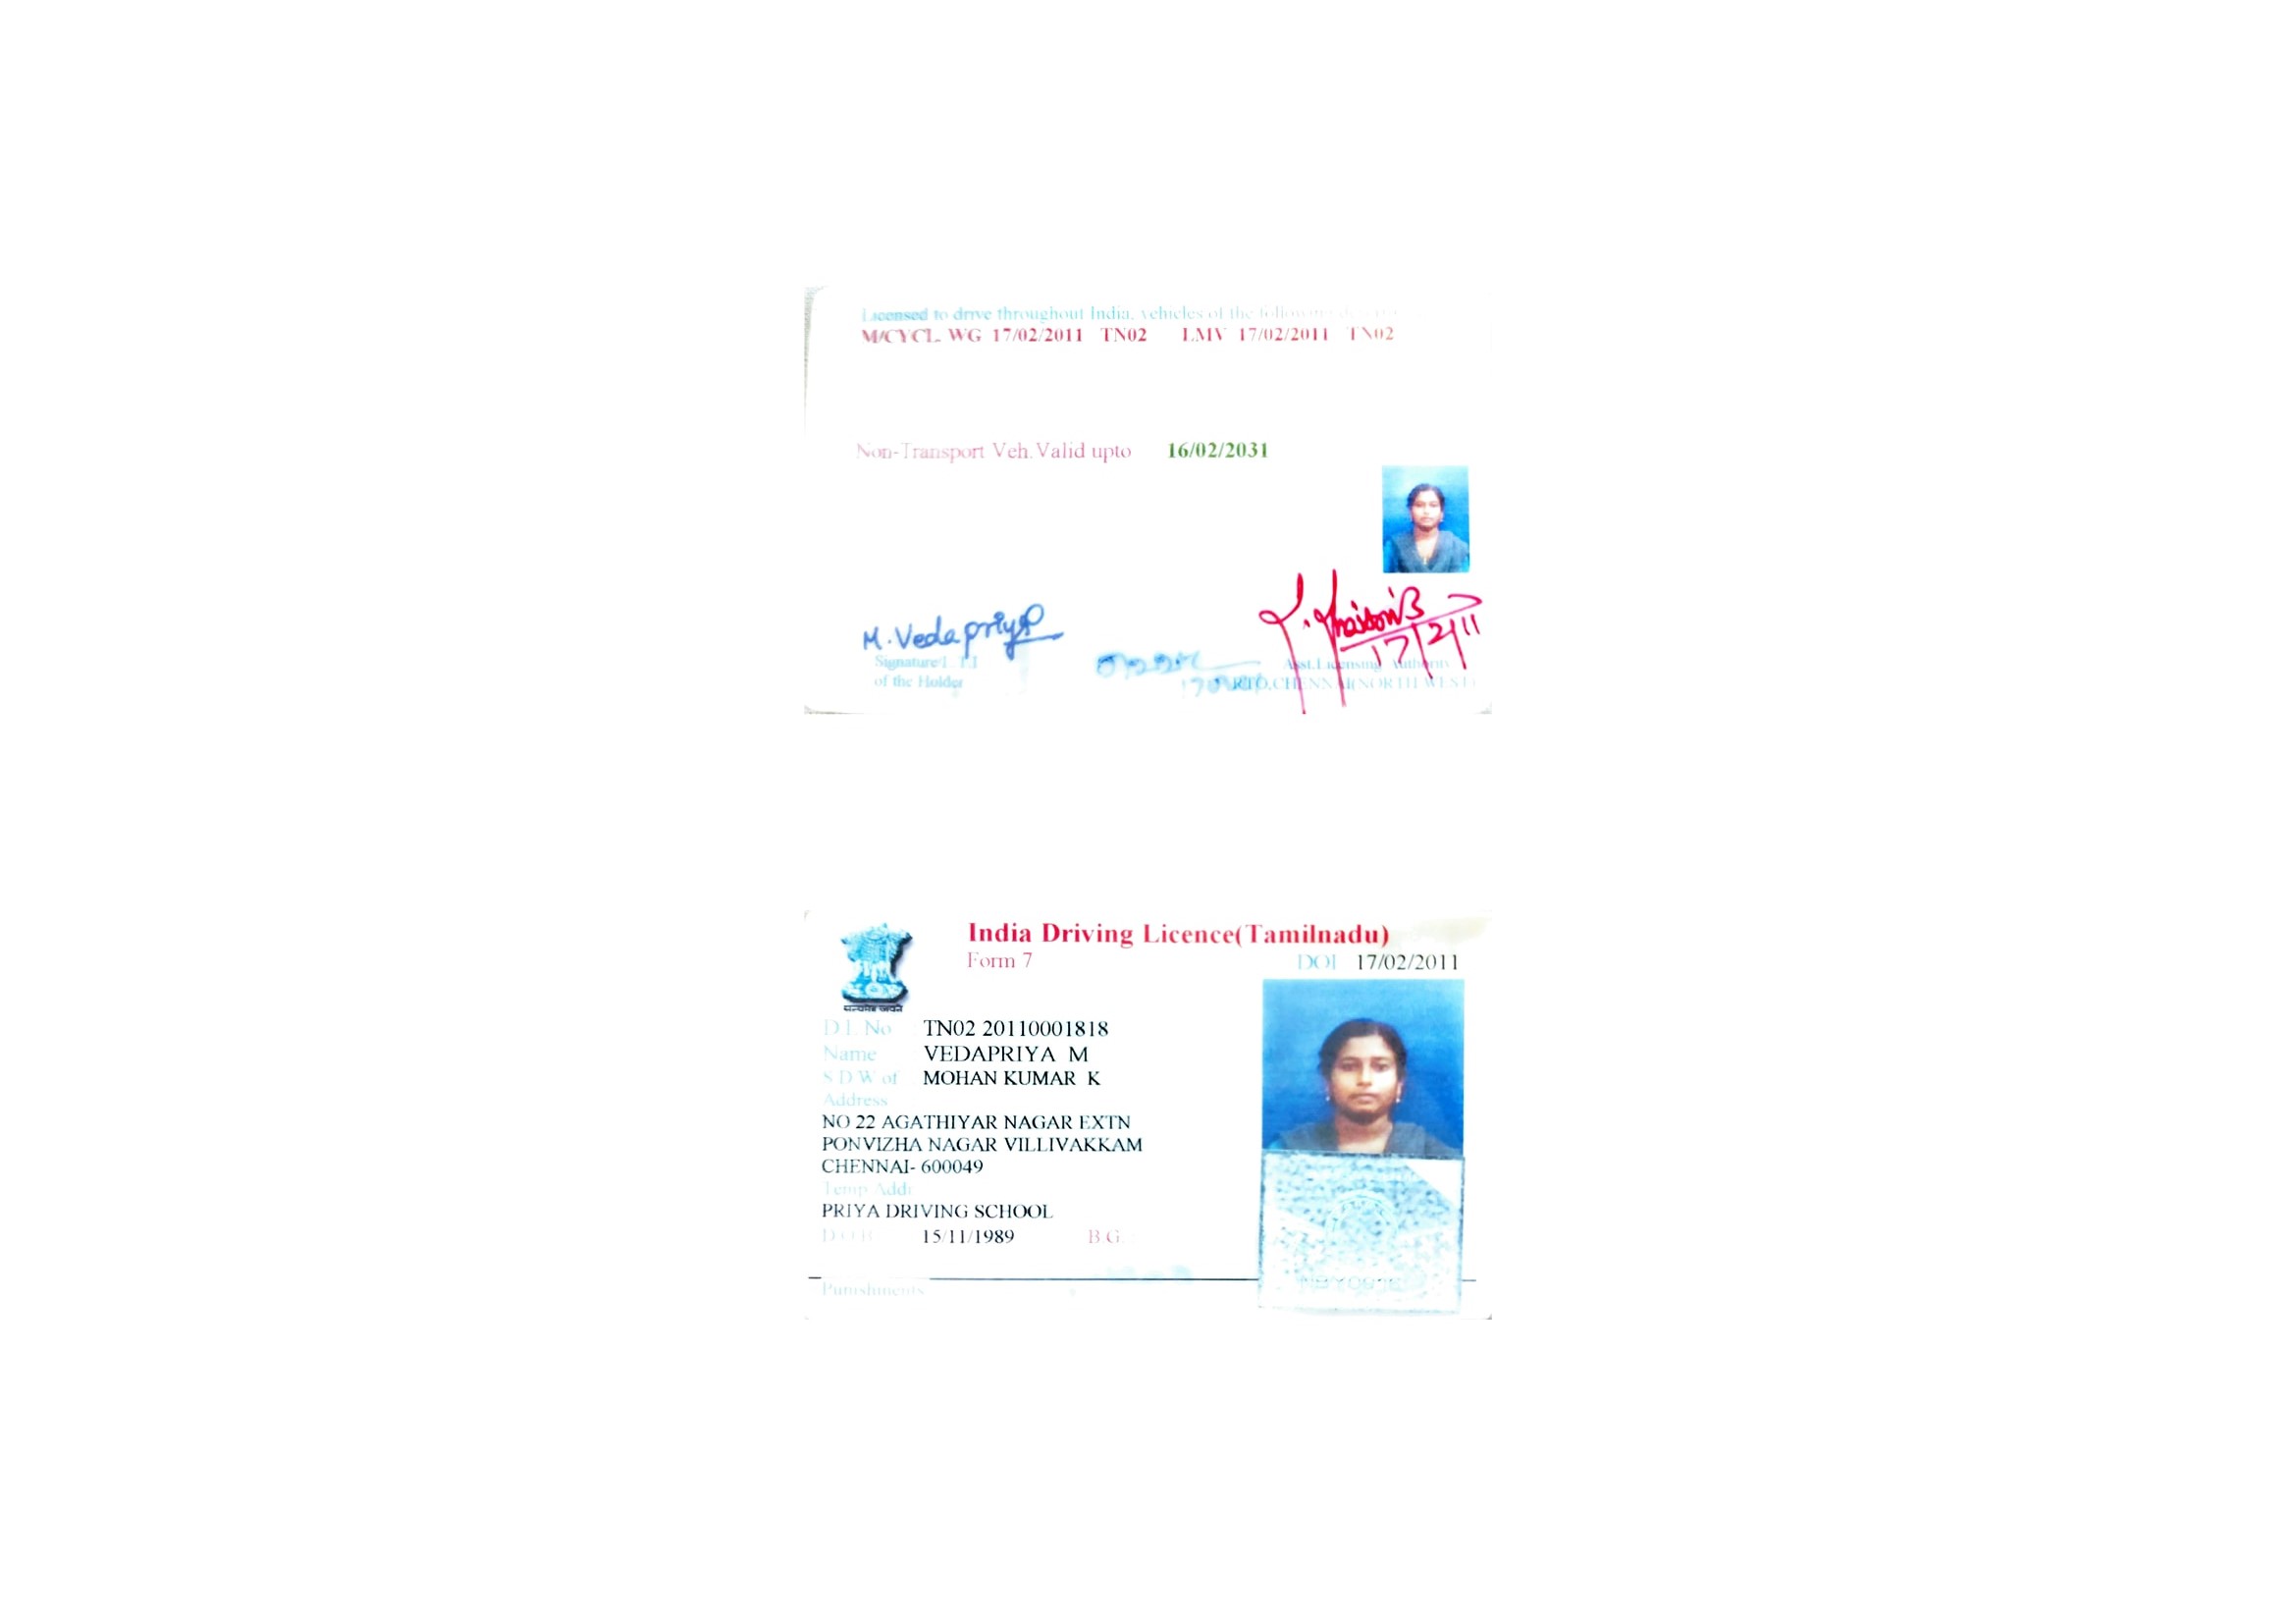 Licensed to drive throughout India, vehicles of the following
M/CYCL. WG 17/02/2011 TN02 LMV 17/02/2011 TN02
Non-Transport Veh.Valid upto 16/02/2031
M. Vedapriya
17/2/11
Signature/L.T.I
of the Holder
Asst.Licensing Authority
RTO,CHENNAI(NORTH WEST)
India Driving Licence(Tamilnadu)
Form 7
DOI 17/02/2011
सत्यमेव जयते
D.L.No TN02 20110001818
Name VEDAPRIYA M
S D W of MOHAN KUMAR K
Address
NO 22 AGATHIYAR NAGAR EXTN
PONVIZHA NAGAR VILLIVAKKAM
CHENNAI- 600049
Temp Addr
PRIYA DRIVING SCHOOL
D.O.B 15/11/1989 B.G.
Punishments